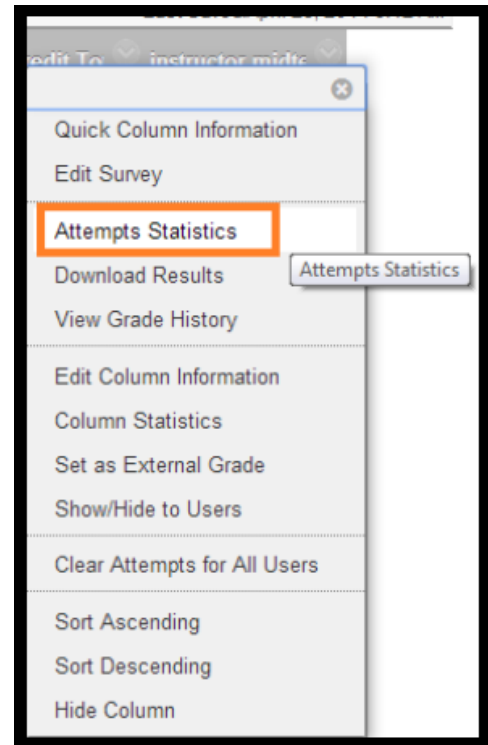 instructor midte
Quick Column Information
Edit Survey
Attempts Statistics
Attempts Statistics
Download Results
View Grade History
Edit Column Information
Column Statistics
Set as External Grade
Show/Hide to Users
Clear Attempts for All Users
Sort Ascending
Sort Descending
Hide Column